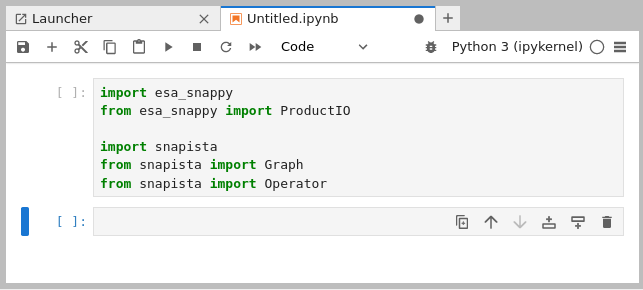 Launcher
Untitled.ipynb
Code
Python 3 (ipykernel)
[ ]:
import esa_snappy
from esa_snappy import ProductIO
import snapista
from snapista import Graph
from snapista import Operator
[ ]: